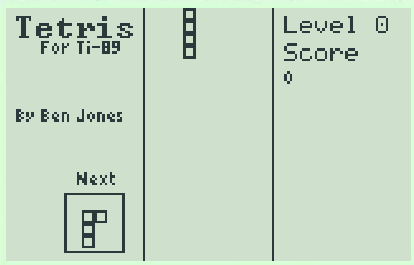 Tetris
For Ti-89
By Ben Jones
Next
Level 0
Score
0